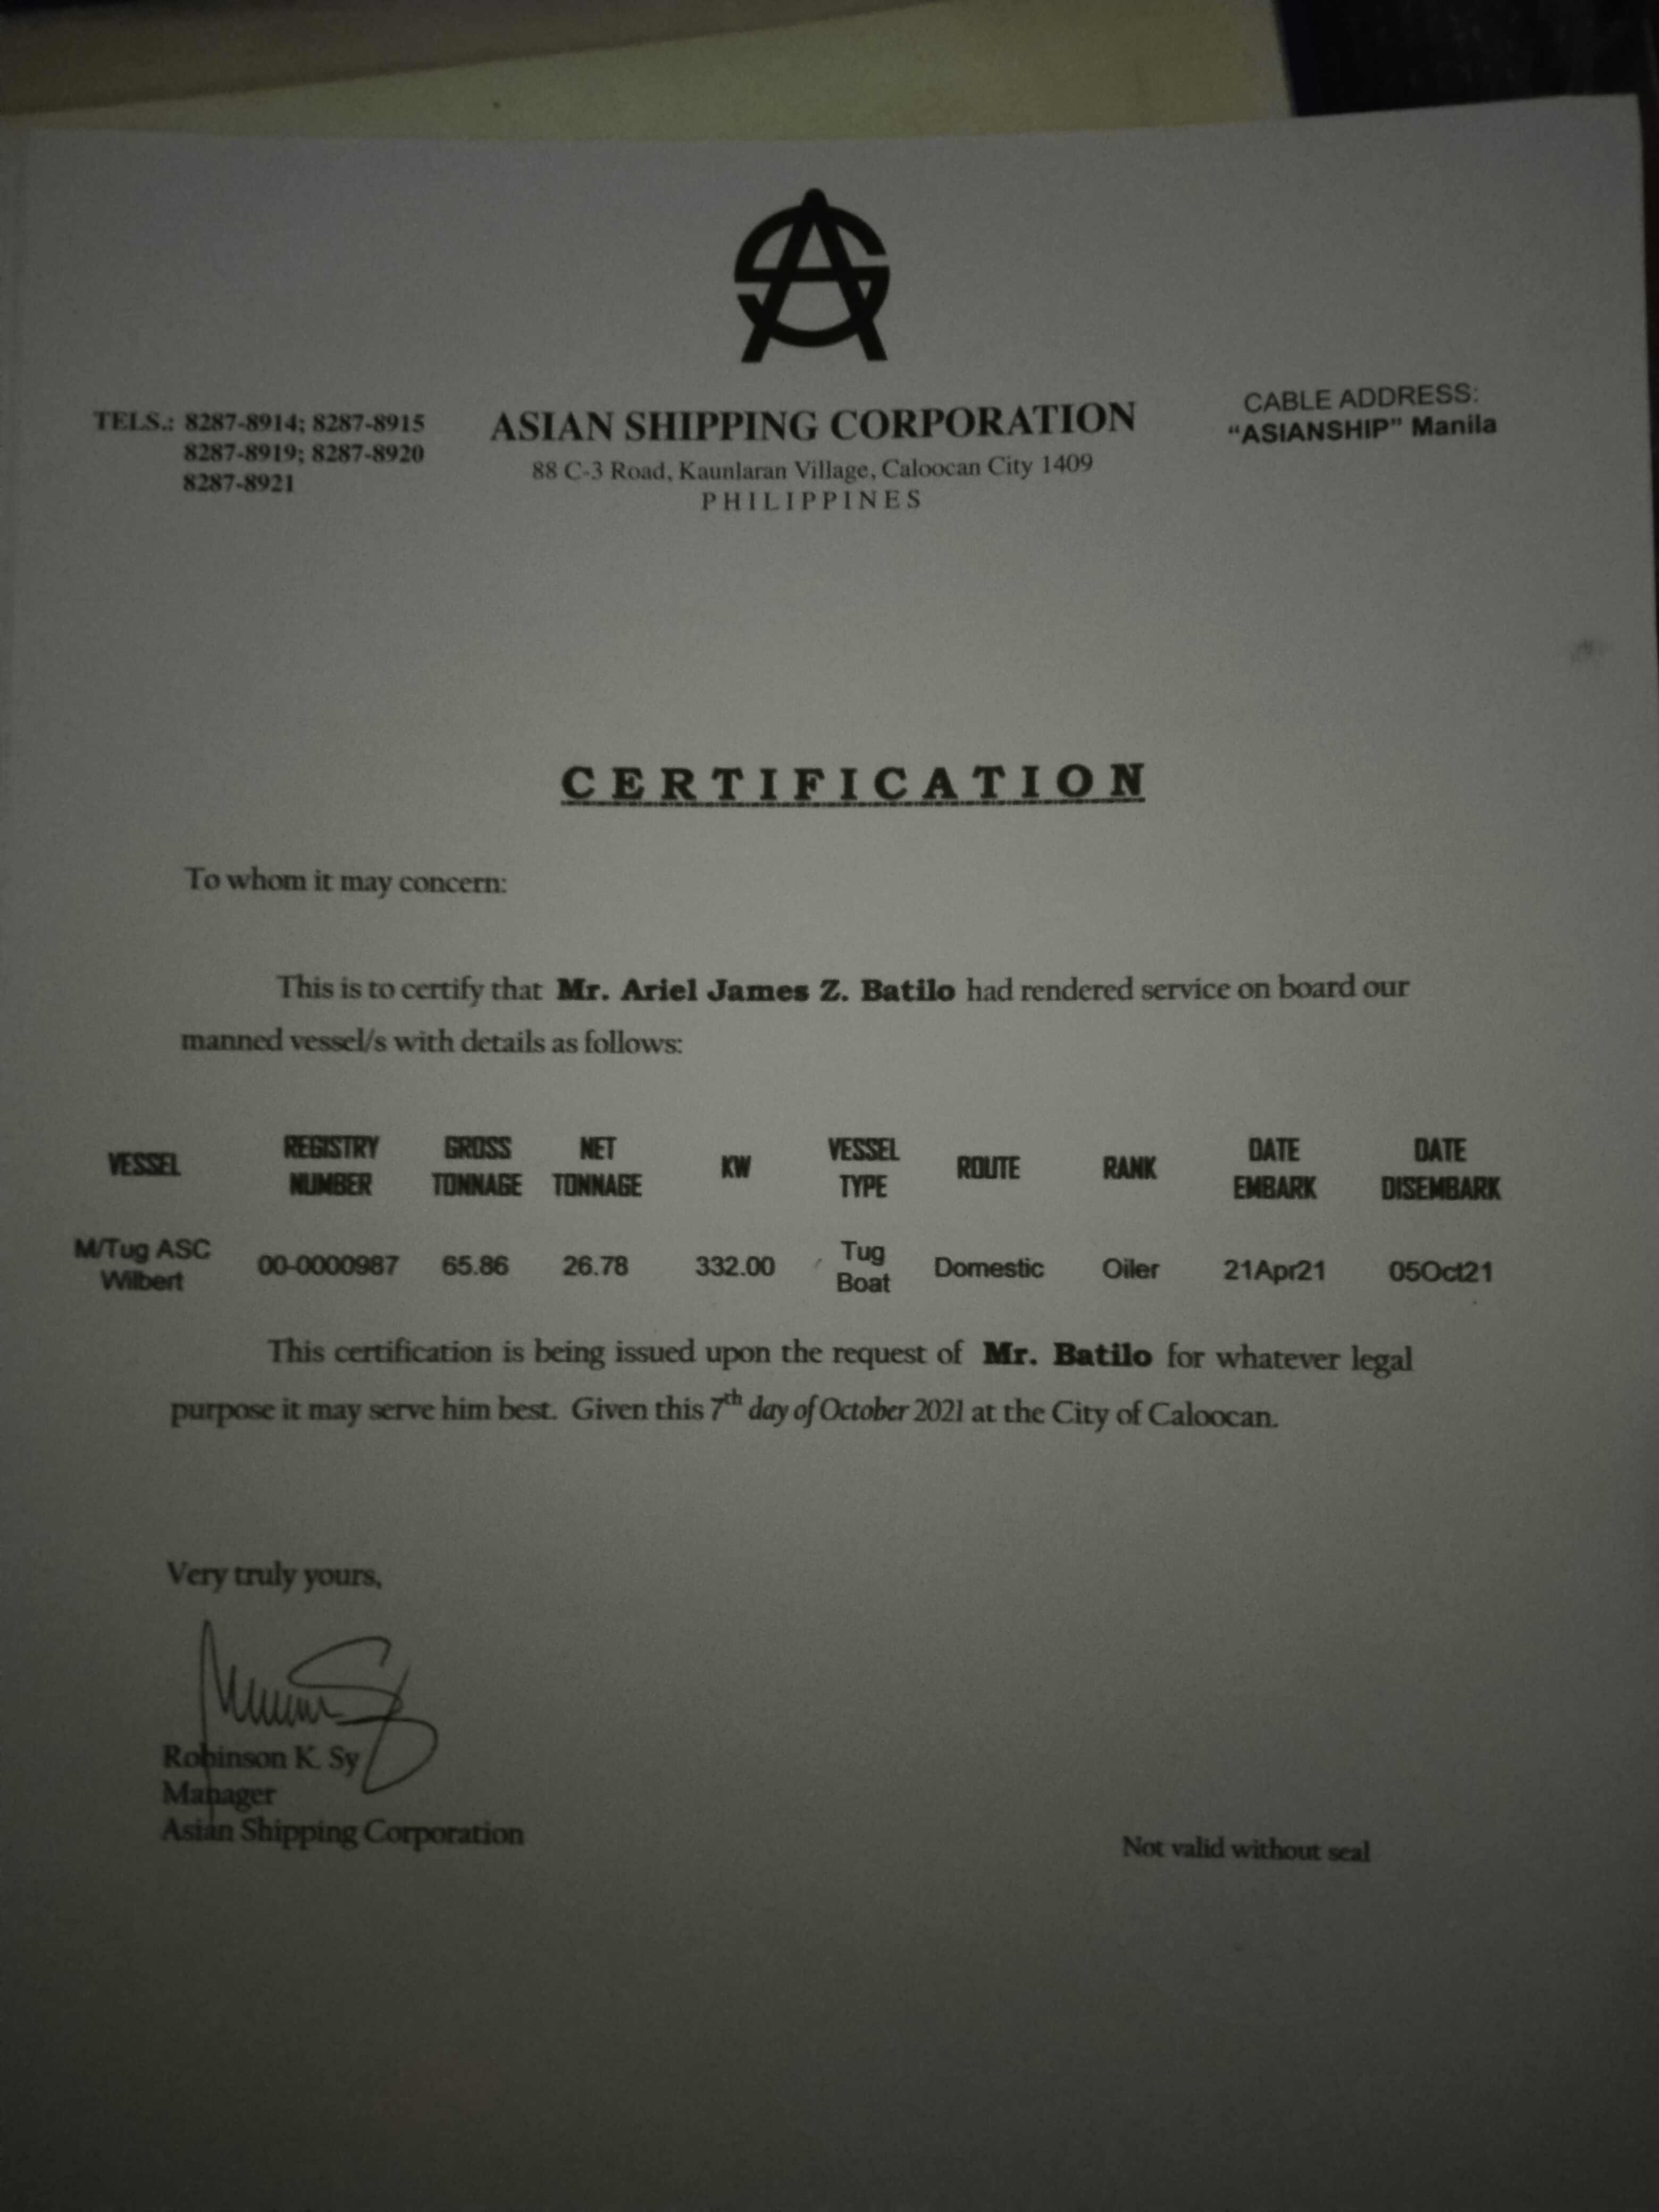 TELS.: 8287-8914; 8287-8915
8287-8919; 8287-8920
8287-8921
ASIAN SHIPPING CORPORATION
88 C-3 Road, Kaunlaran Village, Caloocan City 1409
PHILIPPINES
CABLE ADDRESS:
“ASIANSHIP” Manila
CERTIFICATION
To whom it may concern:
This is to certify that Mr. Ariel James Z. Batilo had rendered service on board our
manned vessel/s with details as follows:
VESSEL REGISTRY NUMBER GROSS TONNAGE NET TONNAGE KW VESSEL TYPE ROUTE RANK DATE EMBARK DATE DISEMBARK
M/Tug ASC Wilbert 00-0000987 65.86 26.78 332.00 Tug Boat Domestic Oiler 21Apr21 05Oct21
This certification is being issued upon the request of Mr. Batilo for whatever legal
purpose it may serve him best. Given this 7th day of October 2021 at the City of Caloocan.
Very truly yours,
Robinson K. Sy
Manager
Asian Shipping Corporation
Not valid without seal